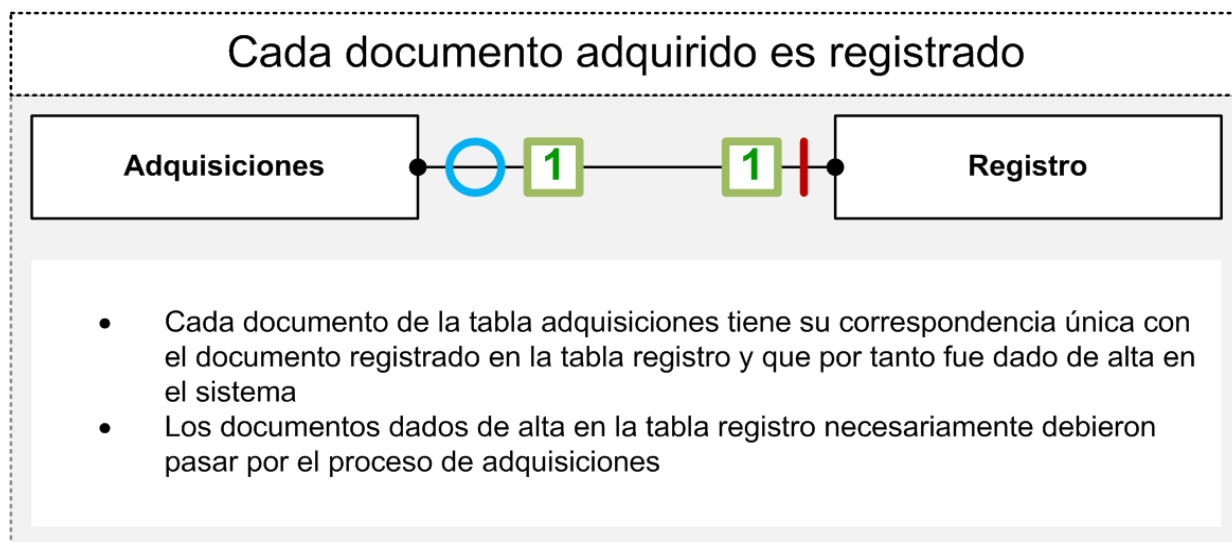 Cada documento adquirido es registrado
Adquisiciones 1 1 Registro
• Cada documento de la tabla adquisiciones tiene su correspondencia única con
el documento registrado en la tabla registro y que por tanto fue dado de alta en
el sistema
• Los documentos dados de alta en la tabla registro necesariamente debieron
pasar por el proceso de adquisiciones